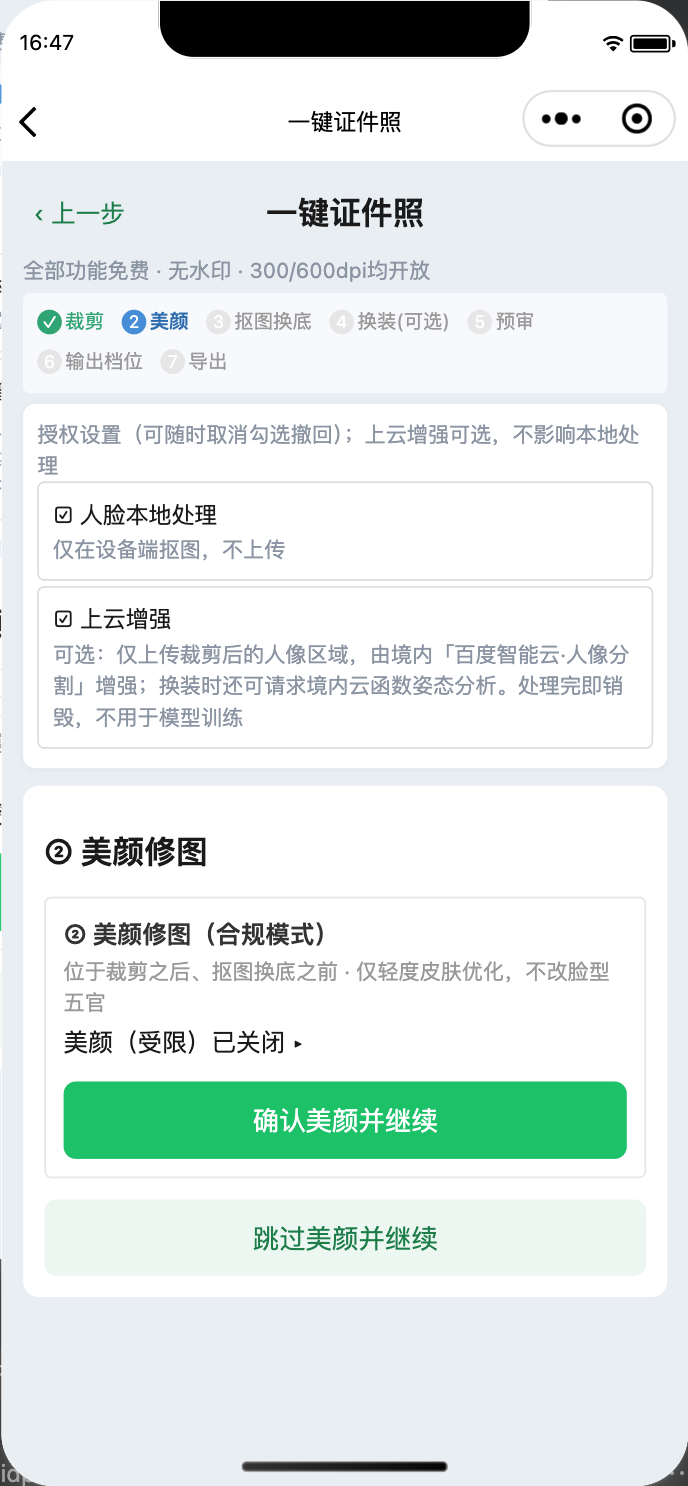 16:47
一键证件照
‹ 上一步
一键证件照
全部功能免费 · 无水印 · 300/600dpi均开放
裁剪 2 美颜 3 抠图换底 4 换装(可选) 5 预审
6 输出档位 7 导出
授权设置（可随时取消勾选撤回）；上云增强可选，不影响本地处
理
人脸本地处理
仅在设备端抠图，不上传
上云增强
可选：仅上传裁剪后的人像区域，由境内「百度智能云·人像分
割」增强；换装时还可请求境内云函数姿态分析。处理完即销
毁，不用于模型训练
② 美颜修图
② 美颜修图（合规模式）
位于裁剪之后、抠图换底之前 · 仅轻度皮肤优化，不改脸型
五官
美颜（受限）已关闭 ▸
确认美颜并继续
跳过美颜并继续